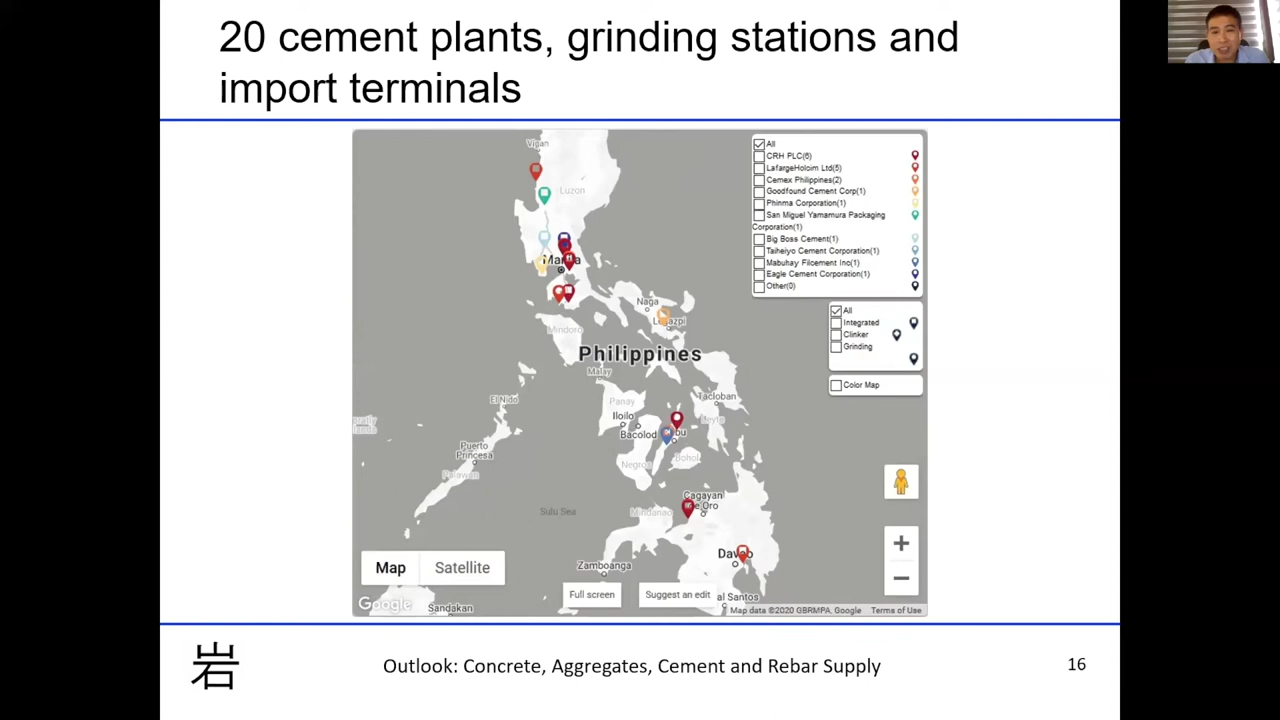 20 cement plants, grinding stations and
import terminals
Vigan
Luzon
Naga
Mindoro
Philippines
Malay
El Nido
Panay
Tacloban
Iloilo
Leyte
Bacolod
Puerto
Princesa
Palawan
Negros
Bohol
Cagayan
de Oro
Sulu Sea
Mindanao
Zamboanga
al Santos
Sandakan
All
CRH PLC(6)
LafargeHolcim Ltd(5)
Cemex Philippines(2)
Goodfound Cement Corp(1)
Phinma Corporation(1)
San Miguel Yamamura Packaging
Corporation(1)
Big Boss Cement(1)
Taiheiyo Cement Corporation(1)
Mabuhay Filcement Inc(1)
Eagle Cement Corporation(1)
Other(0)
All
Integrated
Clinker
Grinding
Color Map
+
−
Map
Satellite
Full screen
Suggest an edit
Google
Map data ©2020 GBRMPA, Google
Terms of Use
岩
Outlook: Concrete, Aggregates, Cement and Rebar Supply
16